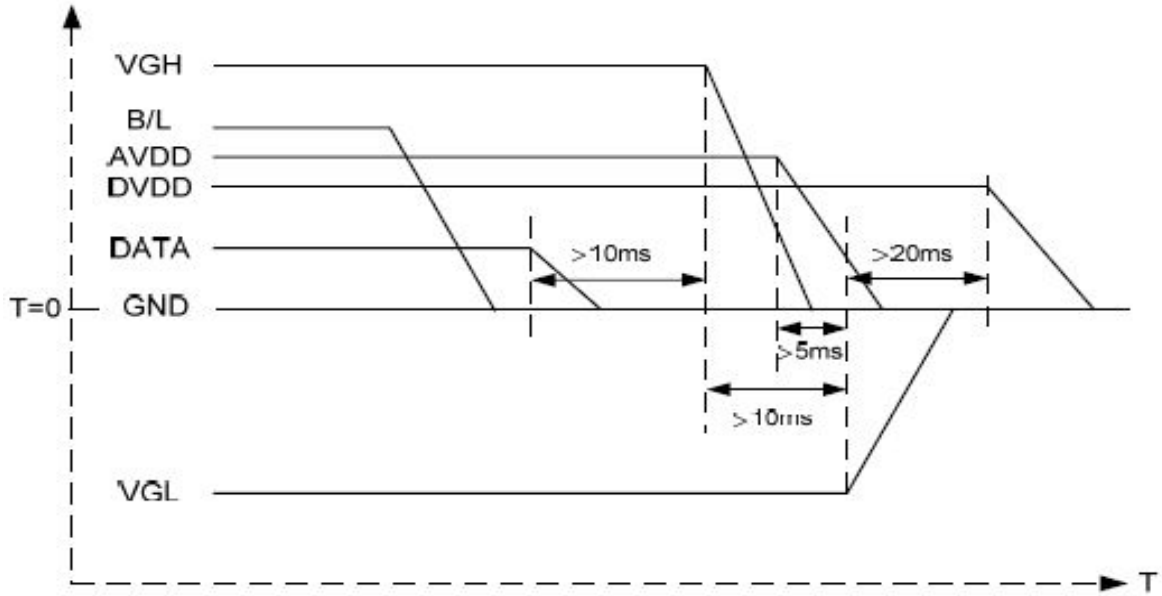 VGH
B/L
AVDD
DVDD
DATA
>10ms
>20ms
T=0
GND
>5ms
>10ms
VGL
T